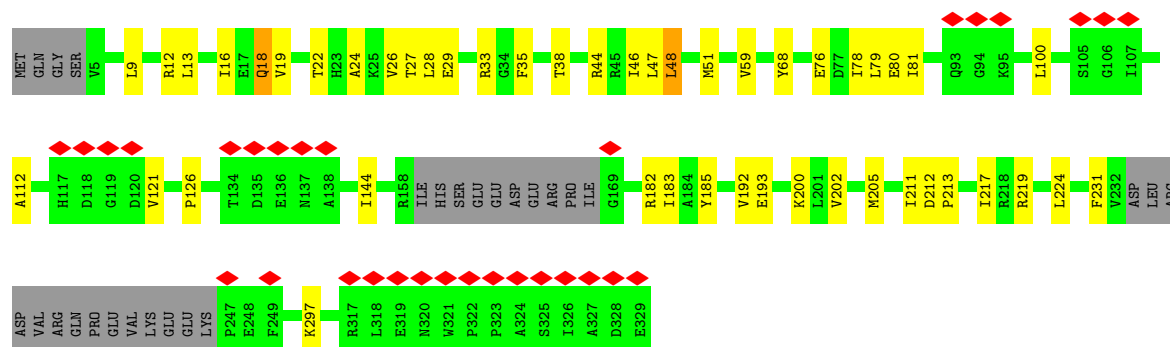 MET GLN GLY SER V5 L9 R12 L13 I16 E17 Q18 V19 T22 H23 A24 K25 V26 T27 L28 E29 R33 G34 F35 T38 R44 R45 I46 L47 L48 M51 V59 Y68 E76 D77 I78 L79 E80 I81 Q93 G94 K95 L100 S105 G106 I107
A112 H117 D118 G119 D120 V121 P126 T134 D135 E136 N137 A138 I144 R158 ILE HIS SER GLU GLU ASP GLU ARG PRO ILE G169 R182 I183 A184 Y185 V192 E193 K200 L201 V202 M205 I211 D212 P213 I217 R218 R219 L224 F231 V232 ASP LEU ARG
ASP VAL ARG GLN PRO GLU VAL LYS GLU GLU LYS P247 E248 F249 K297 R317 L318 E319 N320 W321 P322 P323 A324 S325 I326 A327 D328 E329